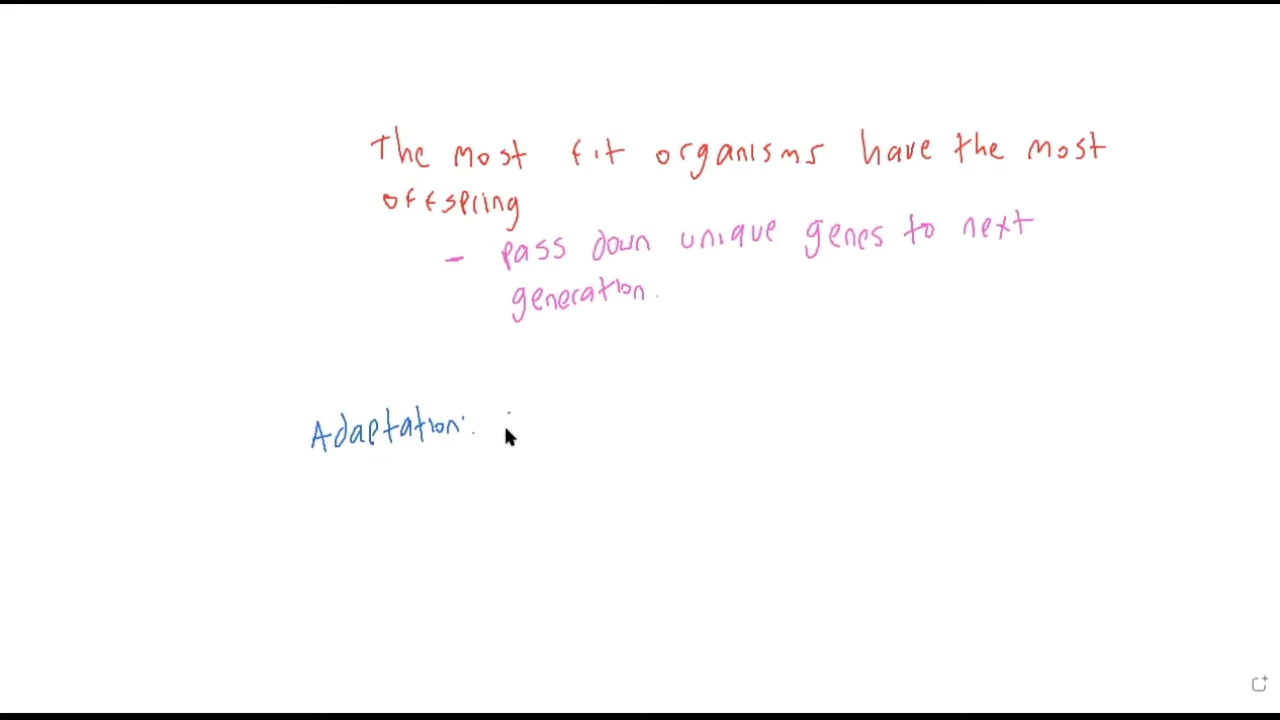 The most fit organisms have the most
offspring
- pass down unique genes to next
generation.
Adaptation: